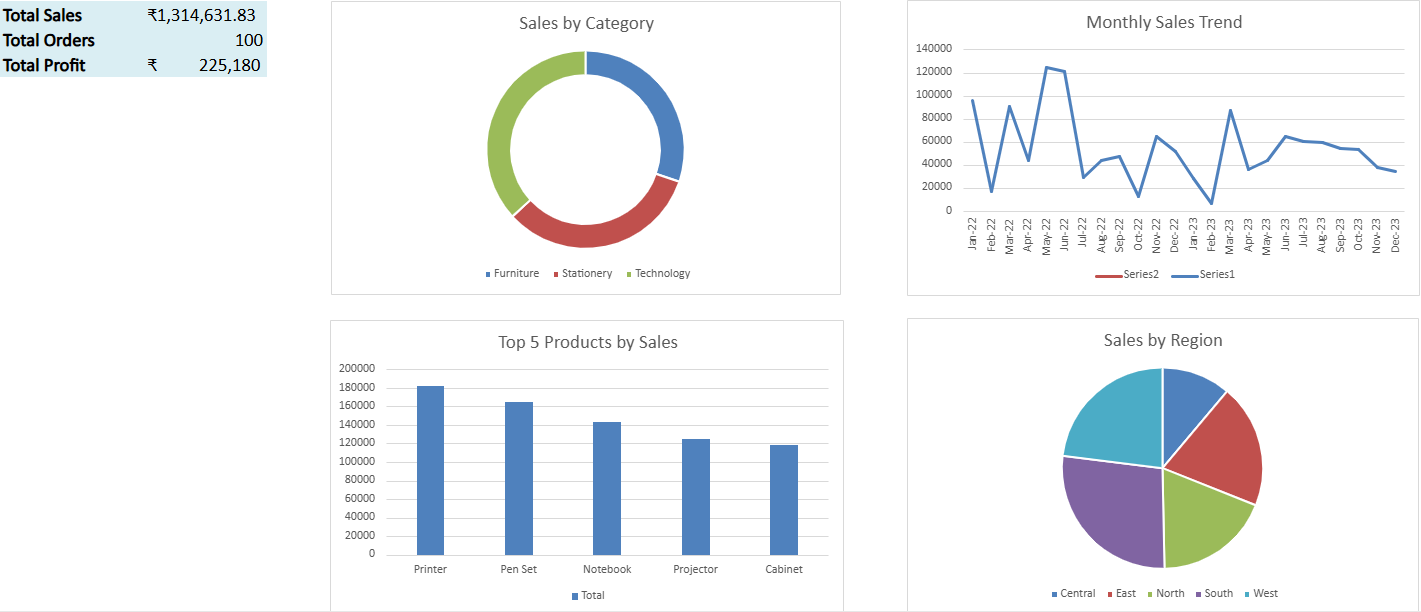 Total Sales ₹1,314,631.83
Total Orders 100
Total Profit ₹ 225,180
Sales by Category
Furniture Stationery Technology
Monthly Sales Trend
140000
120000
100000
80000
60000
40000
20000
0
Jan-22 Feb-22 Mar-22 Apr-22 May-22 Jun-22 Jul-22 Aug-22 Sep-22 Oct-22 Nov-22 Dec-22 Jan-23 Feb-23 Mar-23 Apr-23 May-23 Jun-23 Jul-23 Aug-23 Sep-23 Oct-23 Nov-23 Dec-23
Series2 Series1
Top 5 Products by Sales
200000
180000
160000
140000
120000
100000
80000
60000
40000
20000
0
Printer Pen Set Notebook Projector Cabinet
Total
Sales by Region
Central East North South West